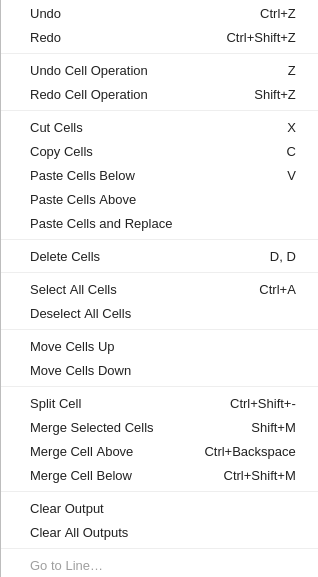 Undo Ctrl+Z
Redo Ctrl+Shift+Z
Undo Cell Operation Z
Redo Cell Operation Shift+Z
Cut Cells X
Copy Cells C
Paste Cells Below V
Paste Cells Above
Paste Cells and Replace
Delete Cells D, D
Select All Cells Ctrl+A
Deselect All Cells
Move Cells Up
Move Cells Down
Split Cell Ctrl+Shift+-
Merge Selected Cells Shift+M
Merge Cell Above Ctrl+Backspace
Merge Cell Below Ctrl+Shift+M
Clear Output
Clear All Outputs
Go to Line…